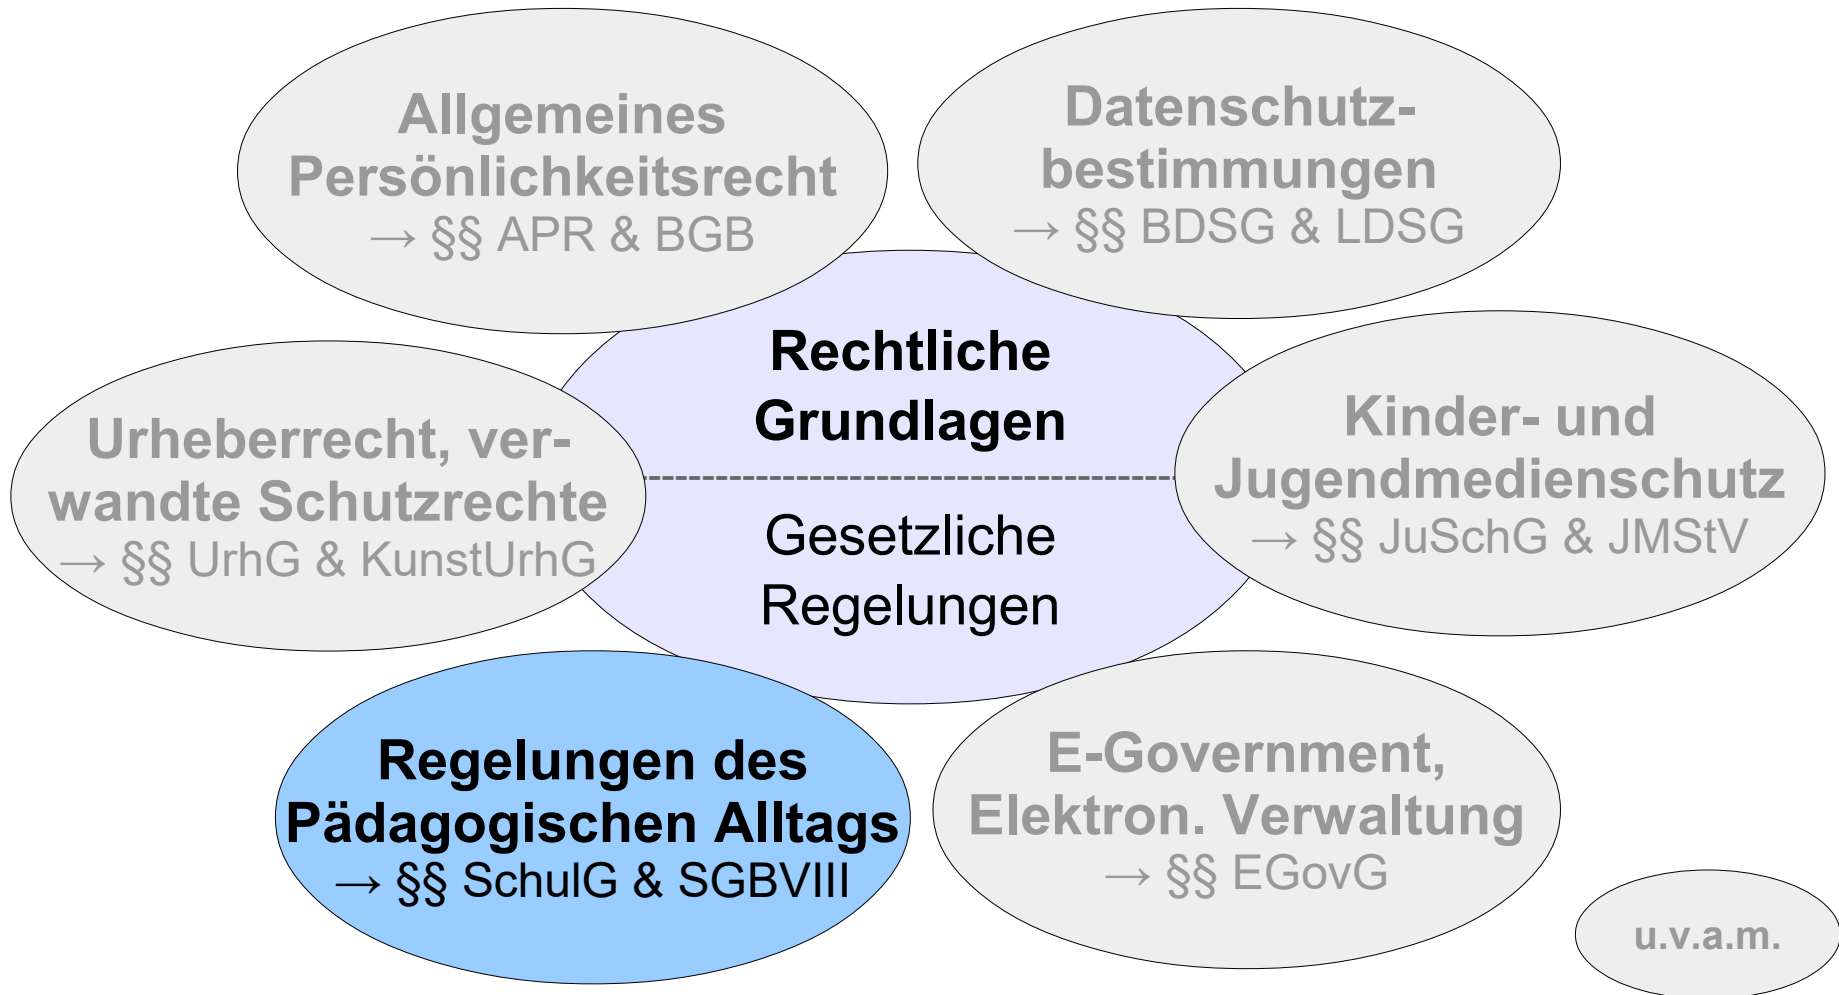 Allgemeines
Persönlichkeitsrecht
→ §§ APR & BGB
Datenschutz-
bestimmungen
→ §§ BDSG & LDSG
Rechtliche
Grundlagen
Gesetzliche
Regelungen
Urheberrecht, ver-
wandte Schutzrechte
→ §§ UrhG & KunstUrhG
Kinder- und
Jugendmedienschutz
→ §§ JuSchG & JMStV
Regelungen des
Pädagogischen Alltags
→ §§ SchulG & SGBVIII
E-Government,
Elektron. Verwaltung
→ §§ EGovG
u.v.a.m.